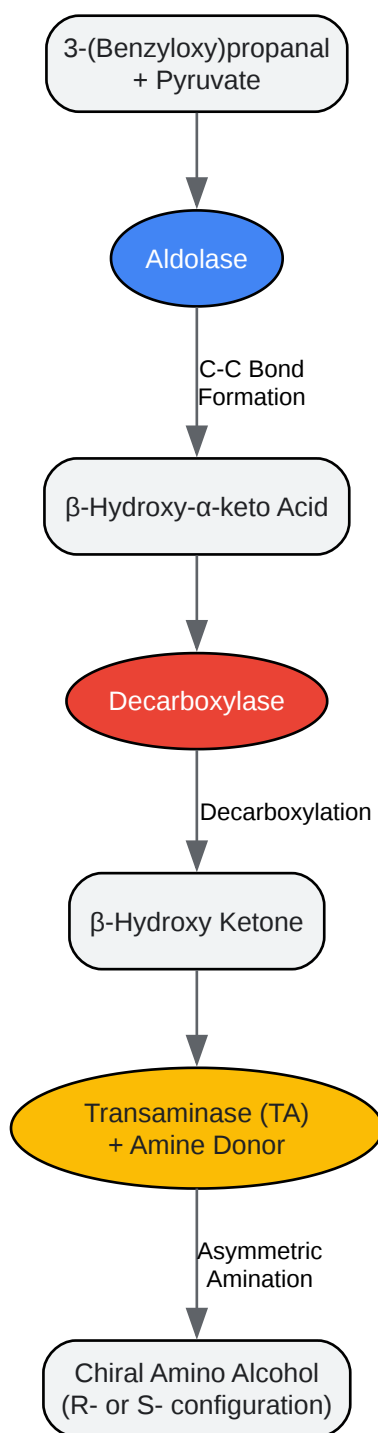 3-(Benzyloxy)propanal
+ Pyruvate
Aldolase
C-C Bond
Formation
β-Hydroxy-α-keto Acid
Decarboxylase
Decarboxylation
β-Hydroxy Ketone
Transaminase (TA)
+ Amine Donor
Asymmetric
Amination
Chiral Amino Alcohol
(R- or S- configuration)